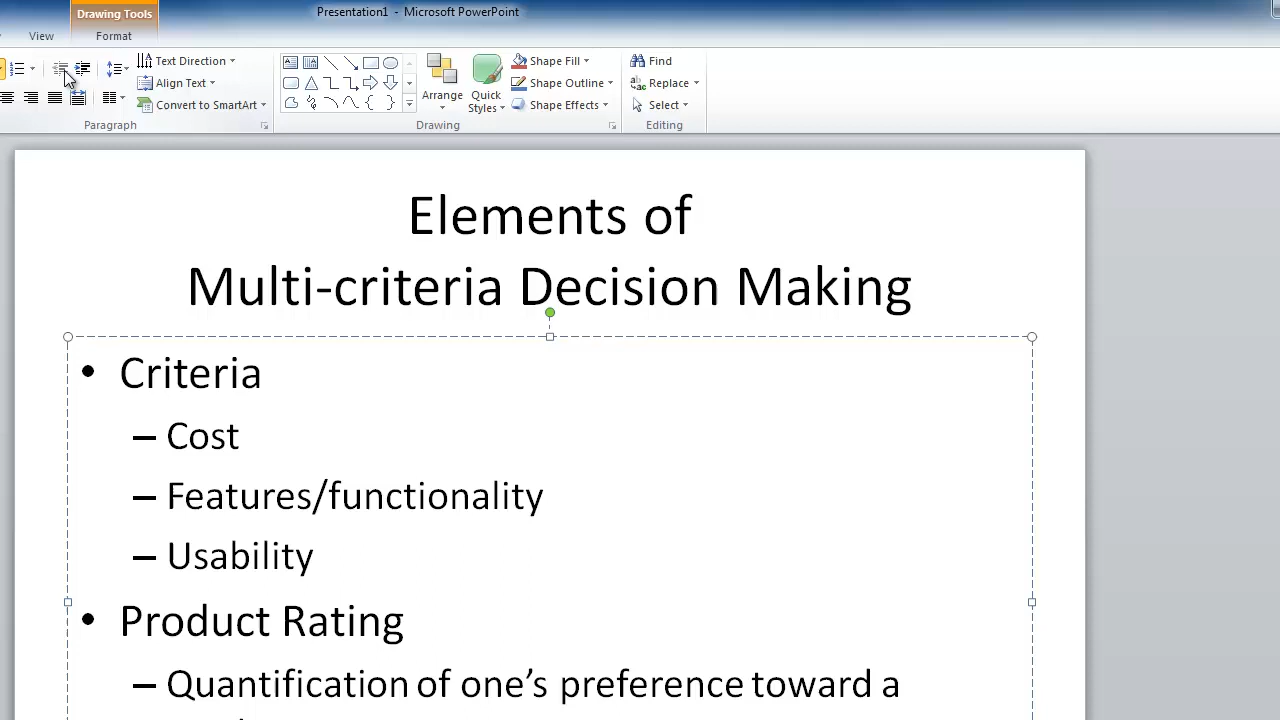 Drawing Tools
Presentation1 - Microsoft PowerPoint
View
Format
Text Direction
Align Text
Convert to SmartArt
Paragraph
Arrange
Quick
Styles
Shape Fill
Shape Outline
Shape Effects
Drawing
Find
Replace
Select
Editing
Elements of
Multi-criteria Decision Making
• Criteria
– Cost
– Features/functionality
– Usability
• Product Rating
– Quantification of one’s preference toward a